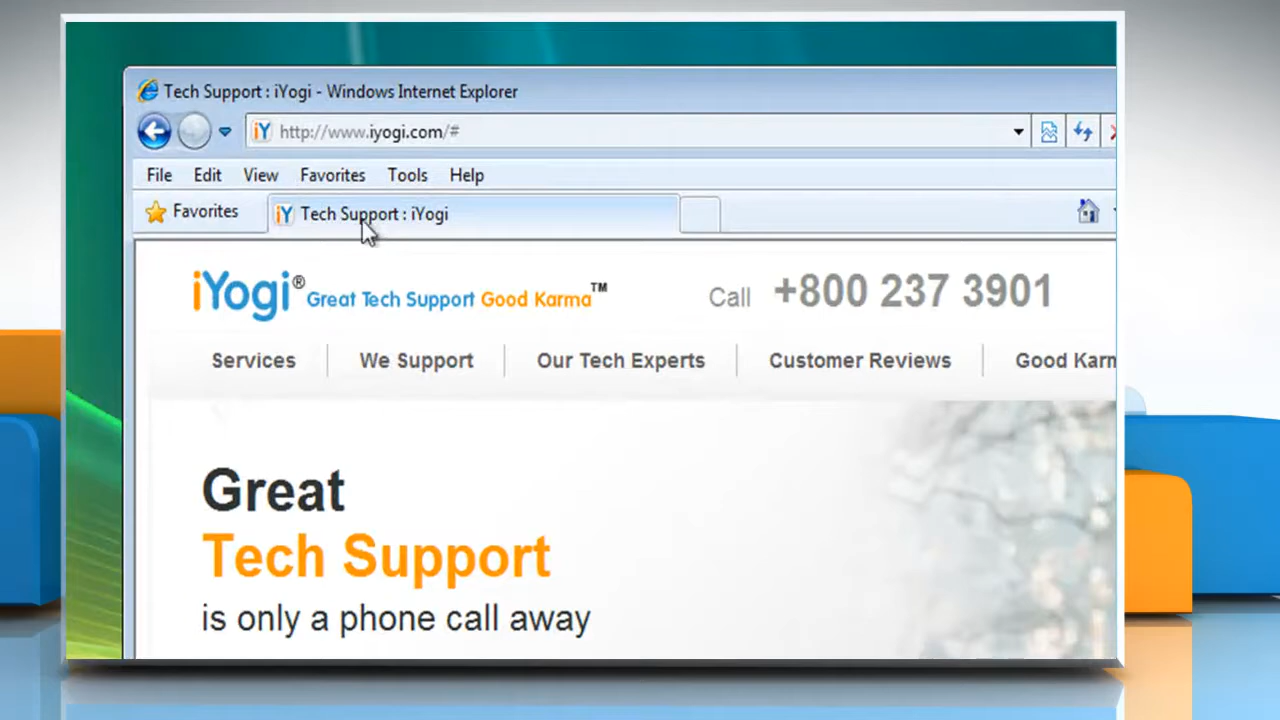 Tech Support : iYogi - Windows Internet Explorer
iY http://www.iyogi.com/#
File Edit View Favorites Tools Help
Favorites iY Tech Support : iYogi
iYogi® Great Tech Support Good Karma™ Call +800 237 3901
Services We Support Our Tech Experts Customer Reviews Good Karm
Great
Tech Support
is only a phone call away